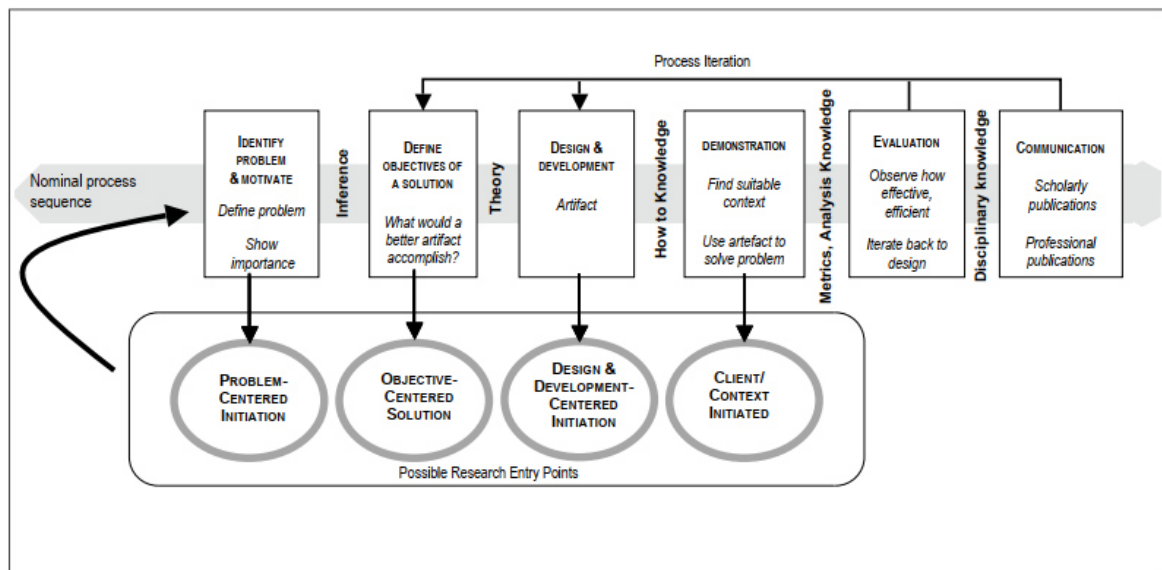 Process Iteration
Nominal process
sequence
IDENTIFY
PROBLEM
& MOTIVATE
Define problem
Show
importance
Inference
DEFINE
OBJECTIVES OF
A SOLUTION
What would a
better artifact
accomplish?
Theory
DESIGN &
DEVELOPMENT
Artifact
How to Knowledge
DEMONSTRATION
Find suitable
context
Use artefact to
solve problem
Metrics, Analysis Knowledge
EVALUATION
Observe how
effective,
efficient
Iterate back to
design
Disciplinary knowledge
COMMUNICATION
Scholarly
publications
Professional
publications
PROBLEM-
CENTERED
INITIATION
OBJECTIVE-
CENTERED
SOLUTION
DESIGN &
DEVELOPMENT-
CENTERED
INITIATION
CLIENT/
CONTEXT
INITIATED
Possible Research Entry Points